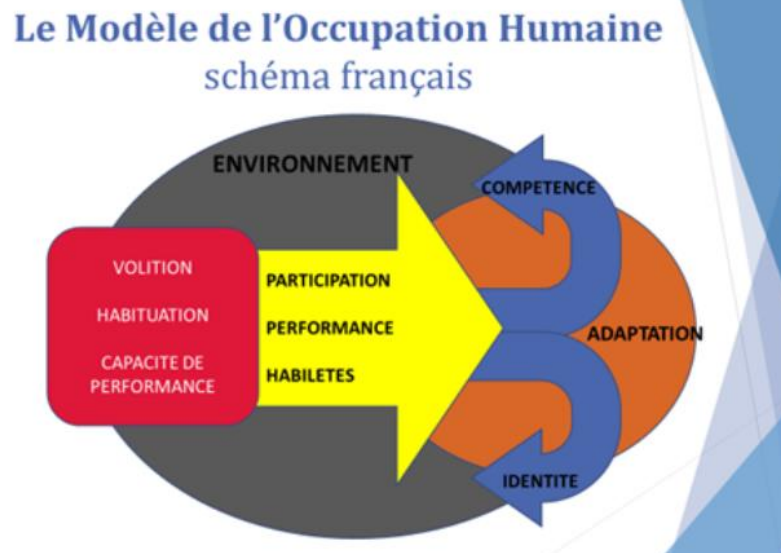 Le Modèle de l'Occupation Humaine
schéma français
ENVIRONNEMENT
COMPETENCE
VOLITION
HABITUATION
CAPACITE DE
PERFORMANCE
PARTICIPATION
PERFORMANCE
HABILETES
ADAPTATION
IDENTITE